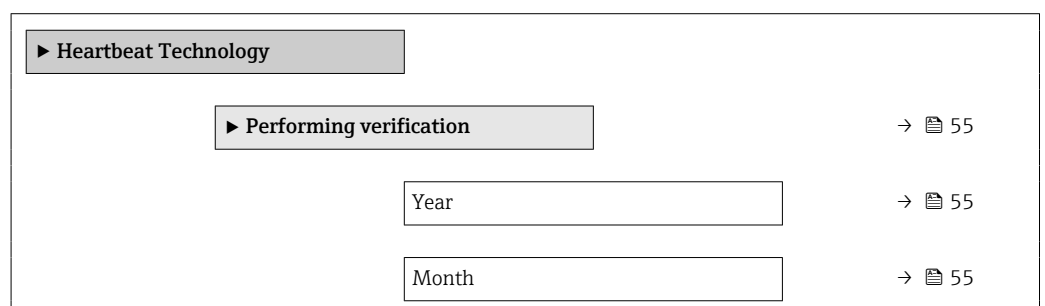 ▶ Heartbeat Technology
▶ Performing verification → 55
Year → 55
Month → 55